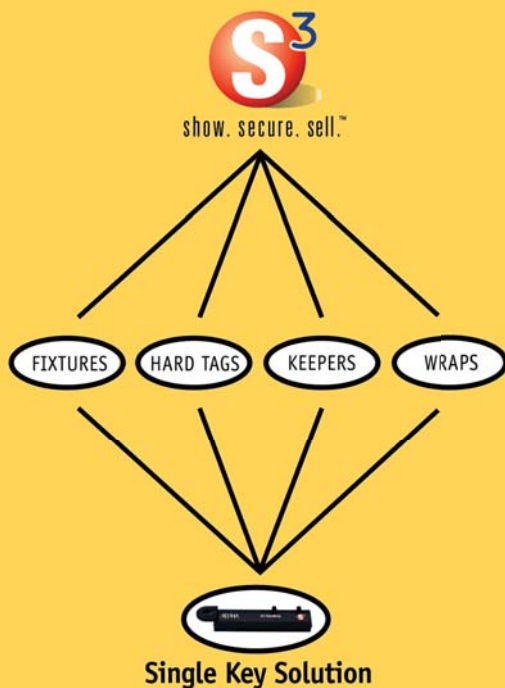 S³
show. secure. sell.™
FIXTURES HARD TAGS KEEPERS WRAPS
Single Key Solution